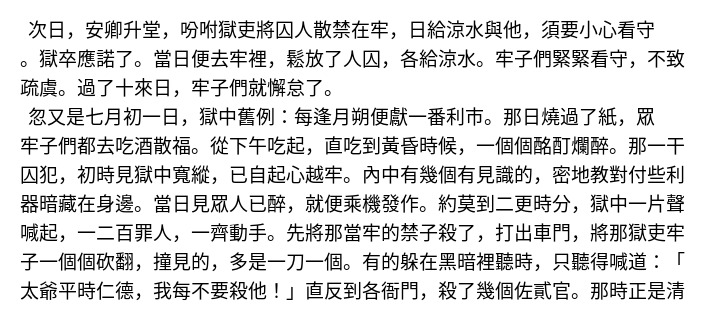 次日，安卿升堂，吩咐獄吏將囚人散禁在牢，日給涼水與他，須要小心看守
。獄卒應諾了。當日便去牢裡，鬆放了人囚，各給涼水。牢子們緊緊看守，不致
疏虞。過了十來日，牢子們就懈怠了。
忽又是七月初一日，獄中舊例：每逢月朔便獻一番利市。那日燒過了紙，眾
牢子們都去吃酒散福。從下午吃起，直吃到黃昏時候，一個個酩酊爛醉。那一干
囚犯，初時見獄中寬縱，已自起心越牢。內中有幾個有見識的，密地教對付些利
器暗藏在身邊。當日見眾人已醉，就便乘機發作。約莫到二更時分，獄中一片聲
喊起，一二百罪人，一齊動手。先將那當牢的禁子殺了，打出車門，將那獄吏牢
子一個個砍翻，撞見的，多是一刀一個。有的躲在黑暗裡聽時，只聽得喊道：「
太爺平時仁德，我每不要殺他！」直反到各衙門，殺了幾個佐貳官。那時正是清